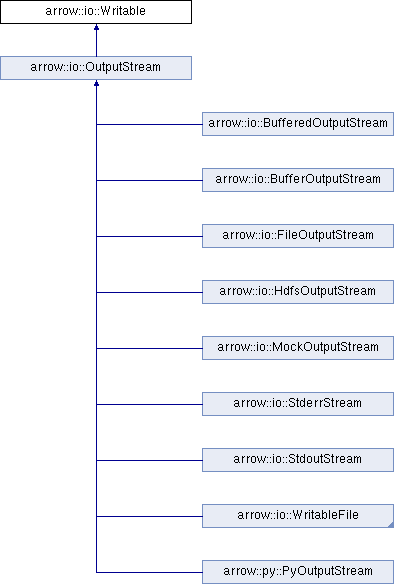 arrow::io::Writable
arrow::io::OutputStream
arrow::io::BufferedOutputStream
arrow::io::BufferOutputStream
arrow::io::FileOutputStream
arrow::io::HdfsOutputStream
arrow::io::MockOutputStream
arrow::io::StderrStream
arrow::io::StdoutStream
arrow::io::WritableFile
arrow::py::PyOutputStream